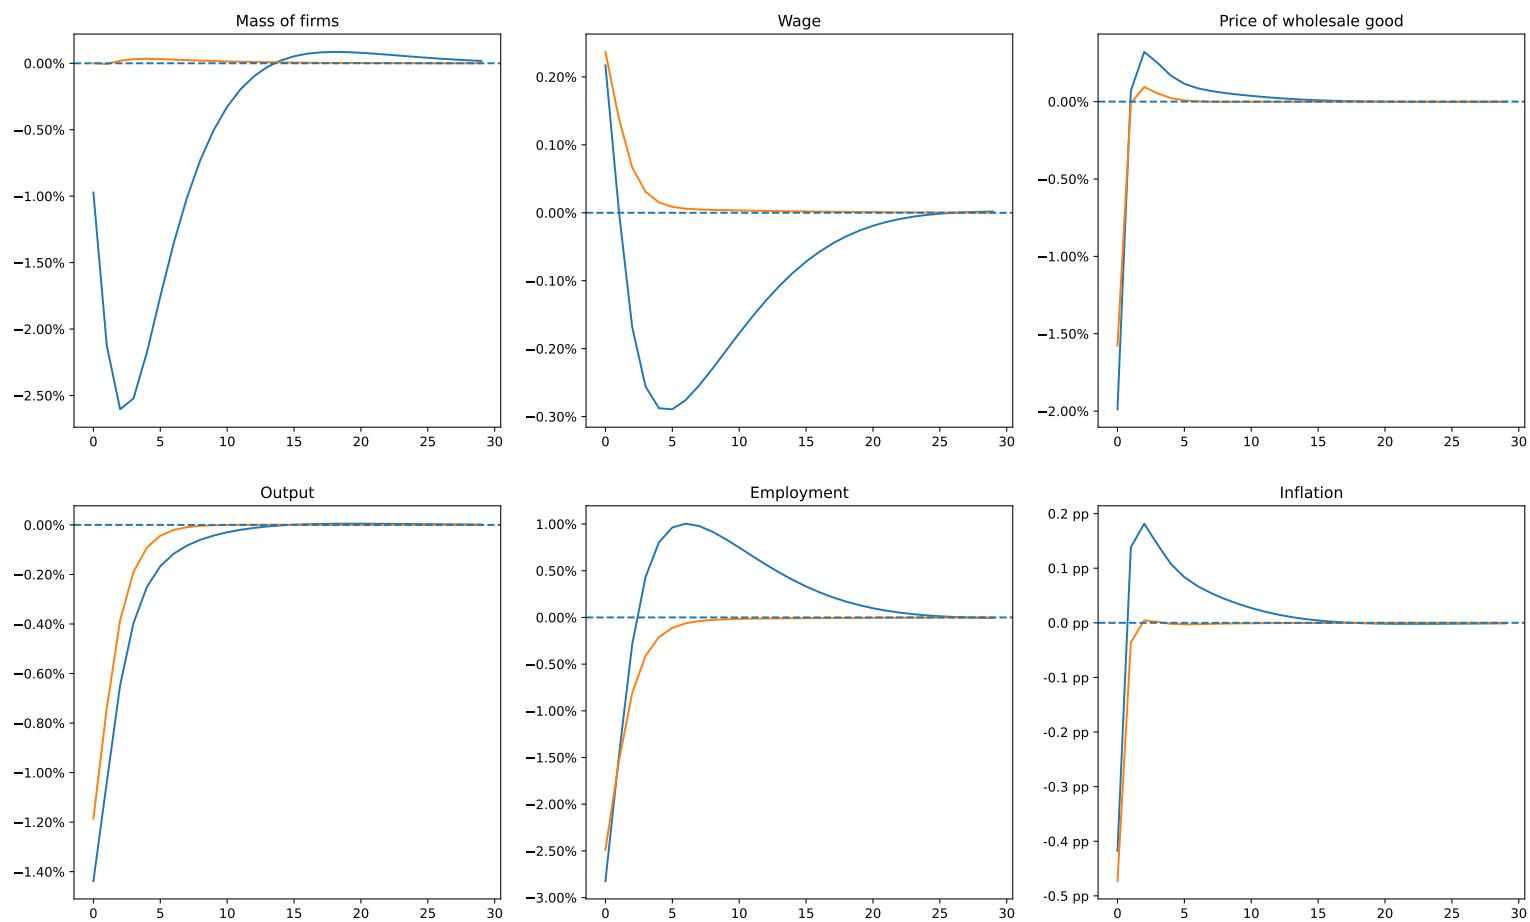 Mass of firms
0.00%
−0.50%
−1.00%
−1.50%
−2.00%
−2.50%
0 5 10 15 20 25 30
Wage
0.20%
0.10%
0.00%
−0.10%
−0.20%
−0.30%
0 5 10 15 20 25 30
Price of wholesale good
0.00%
−0.50%
−1.00%
−1.50%
−2.00%
0 5 10 15 20 25 30
Output
0.00%
−0.20%
−0.40%
−0.60%
−0.80%
−1.00%
−1.20%
−1.40%
0 5 10 15 20 25 30
Employment
1.00%
0.50%
0.00%
−0.50%
−1.00%
−1.50%
−2.00%
−2.50%
−3.00%
0 5 10 15 20 25 30
Inflation
0.2 pp
0.1 pp
0.0 pp
-0.1 pp
-0.2 pp
-0.3 pp
-0.4 pp
-0.5 pp
0 5 10 15 20 25 30